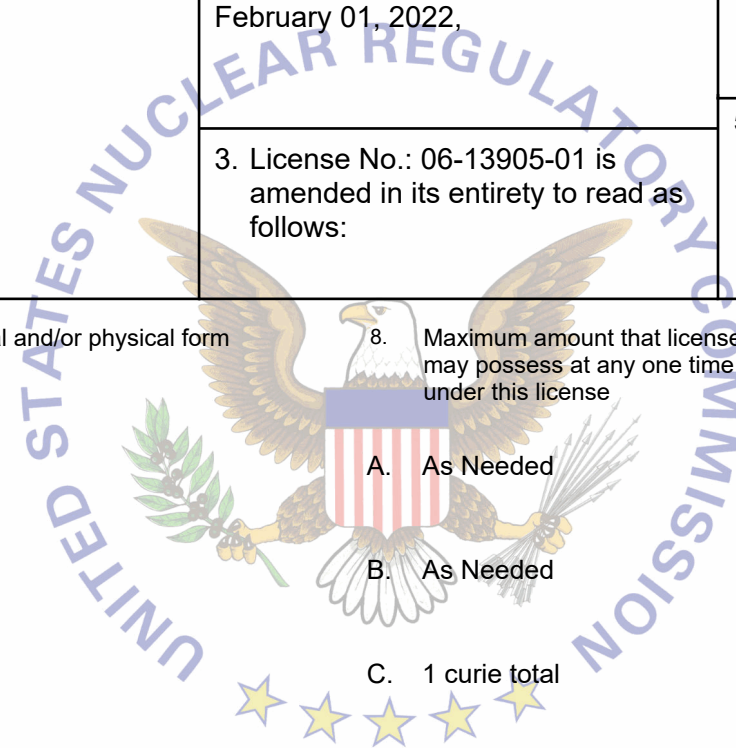 February 01, 2022,
3. License No.: 06-13905-01 is
amended in its entirety to read as
follows:
and/or physical form
8. Maximum amount that
may possess at any one time
under this license
A. As Needed
B. As Needed
C. 1 curie total
UNITED STATES NUCLEAR REGULATORY COMMISSION